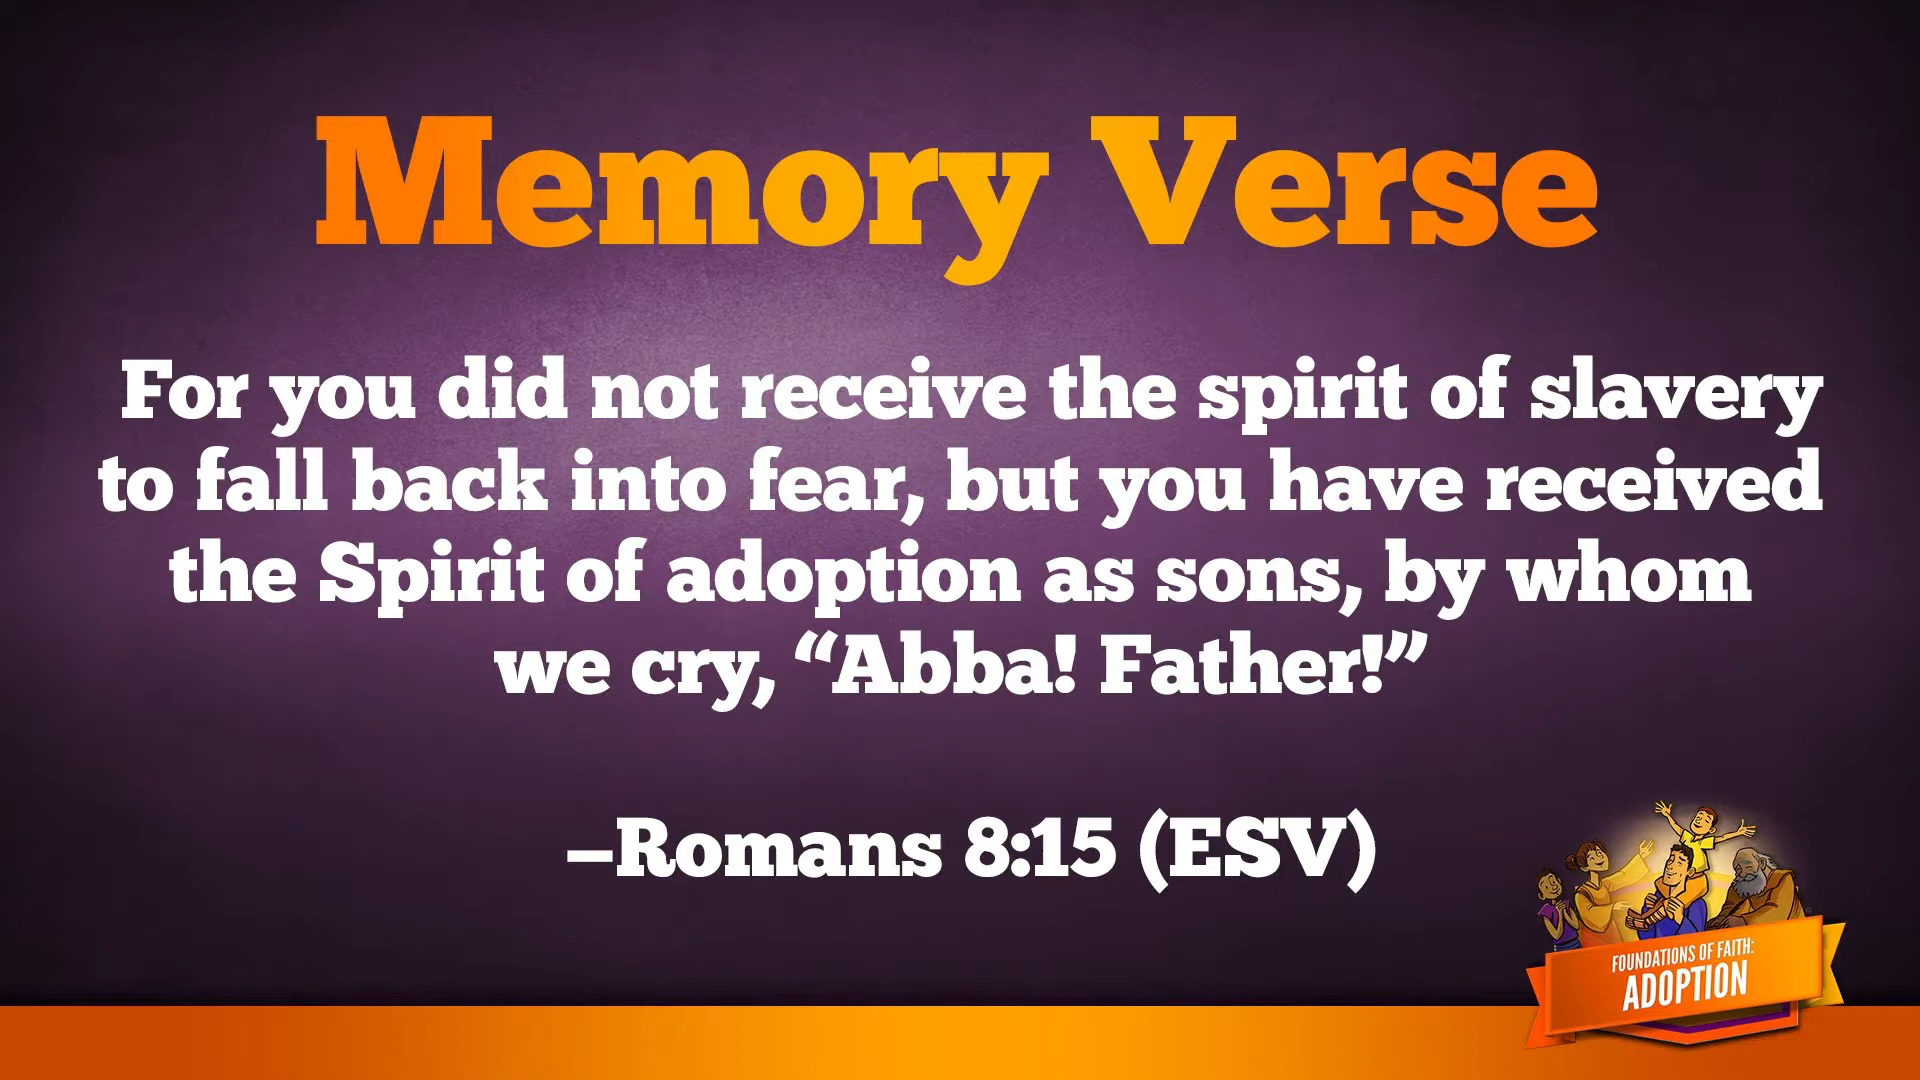 Memory Verse
For you did not receive the spirit of slavery
to fall back into fear, but you have received
the Spirit of adoption as sons, by whom
we cry, “Abba! Father!”
–Romans 8:15 (ESV)
FOUNDATIONS OF FAITH:
ADOPTION